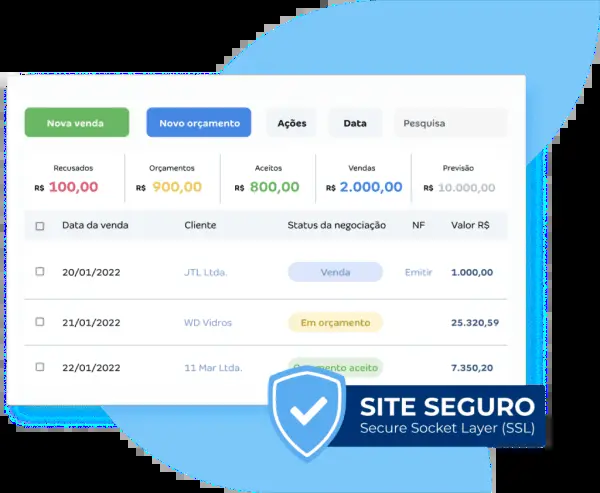 Nova venda Novo orçamento Ações Data Pesquisa
Recusados Orçamentos Aceitos Vendas Previsão
R$ 100,00 R$ 900,00 R$ 800,00 R$ 2.000,00 R$ 10.000,00
Data da venda Cliente Status da negociação NF Valor R$
20/01/2022 JTL Ltda. Venda Emitir 1.000,00
21/01/2022 WD Vidros Em orçamento 25.320,59
22/01/2022 11 Mar Ltda. aceito 7.350,20
SITE SEGURO
Secure Socket Layer (SSL)